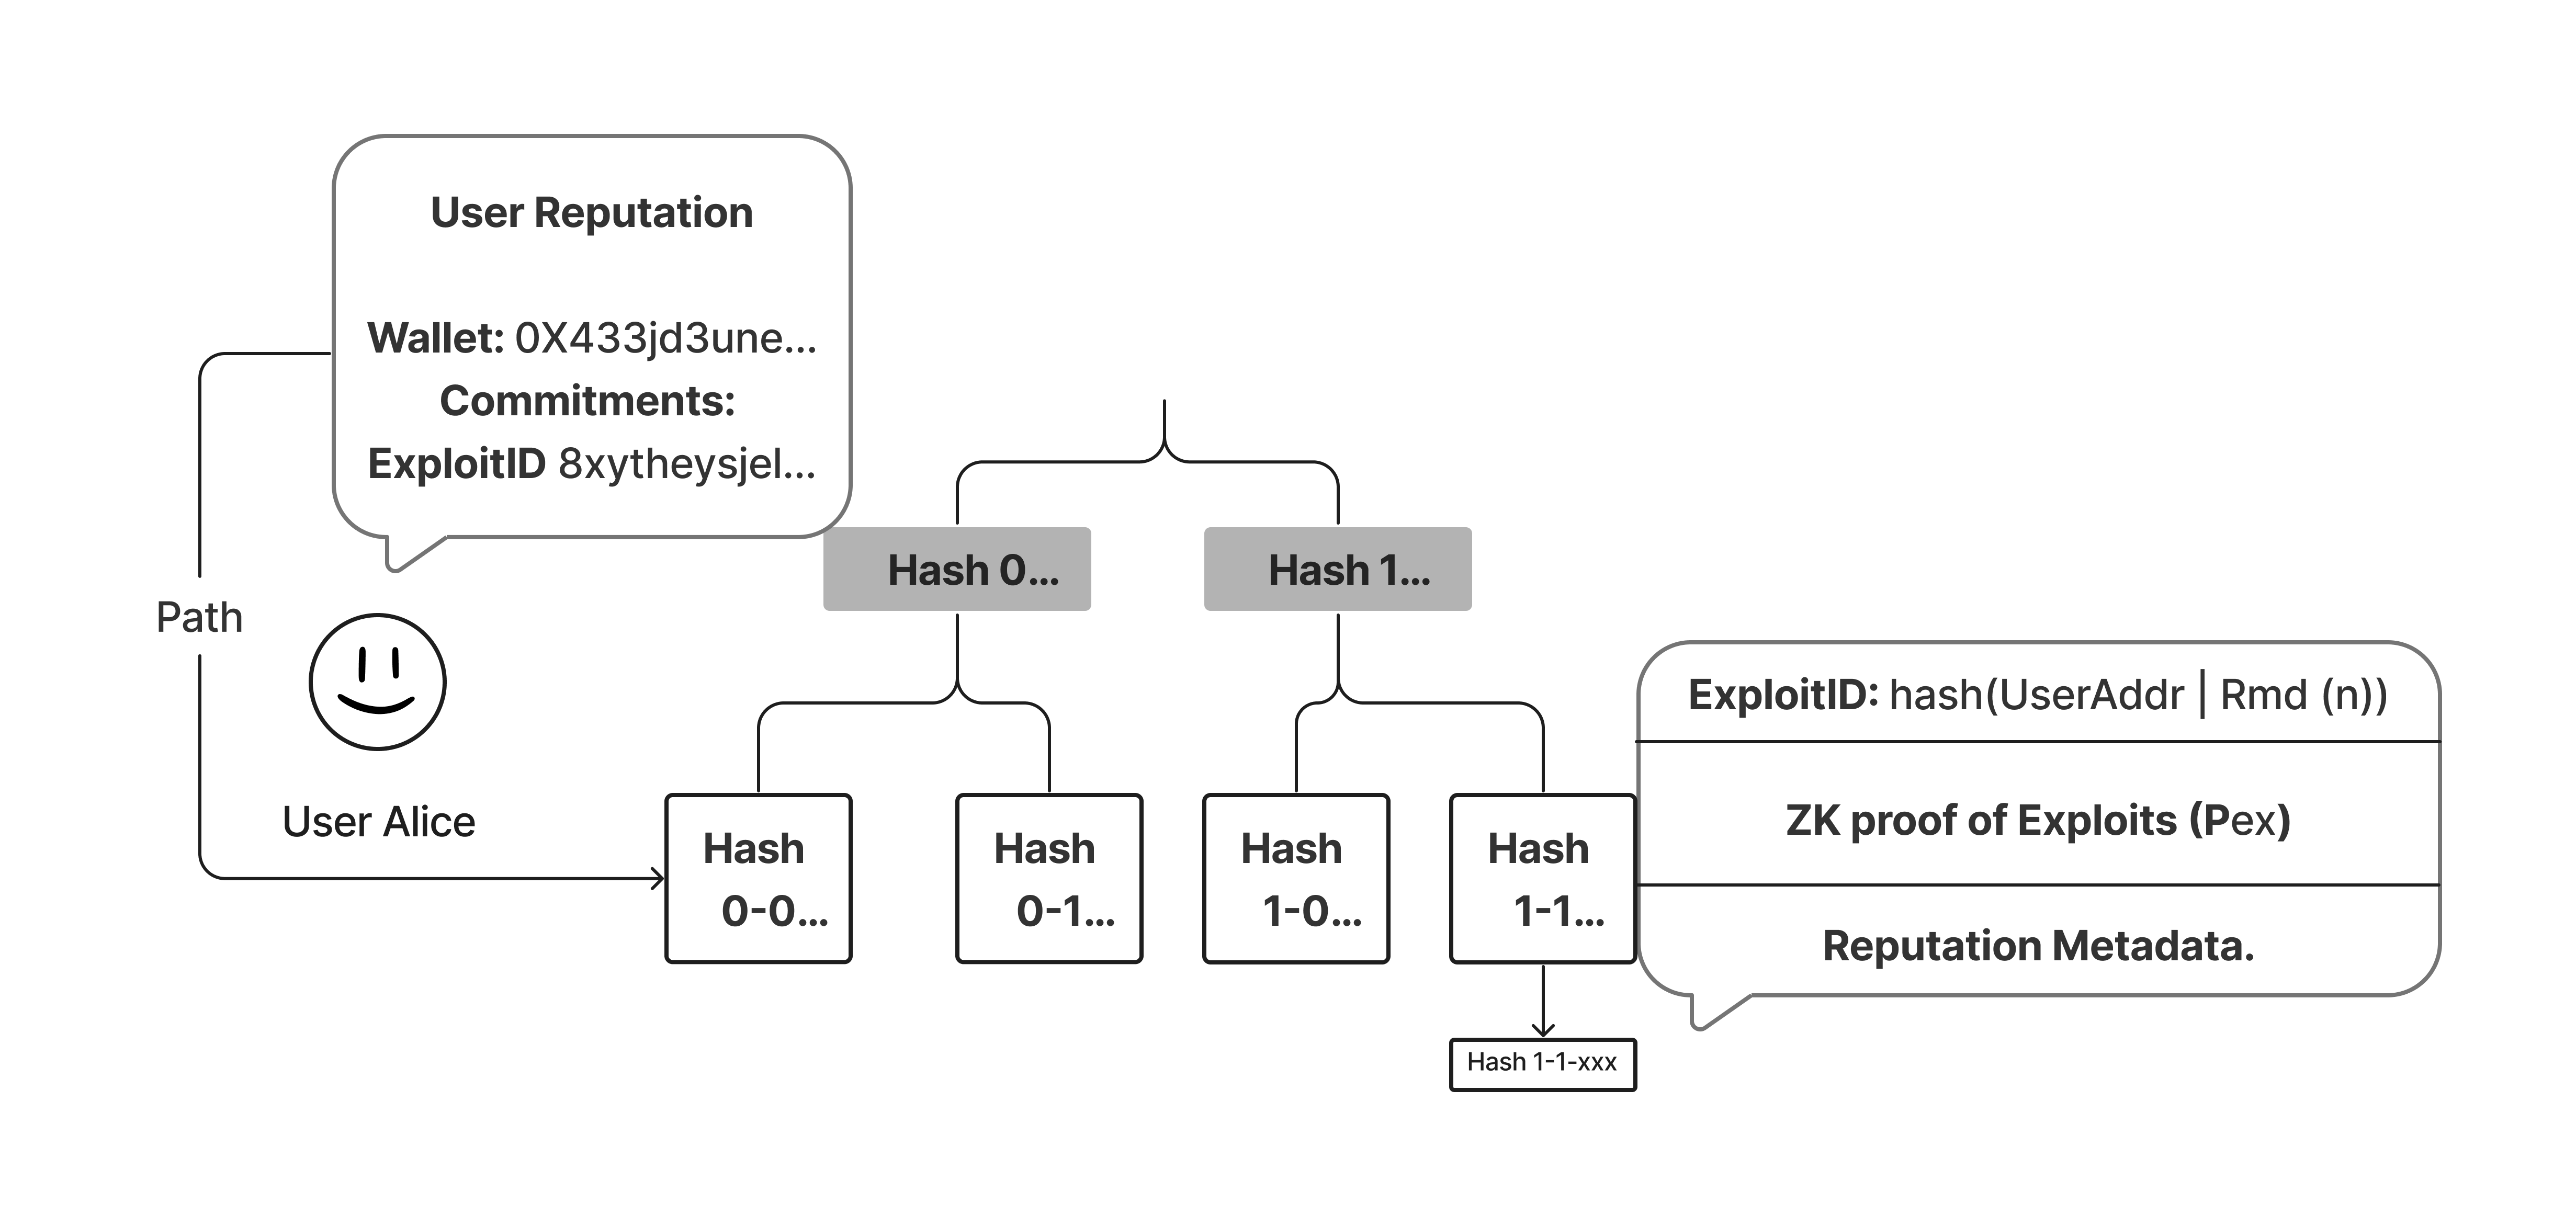 User Reputation
Wallet: 0X433jd3une...
Commitments:
ExploitID 8xytheysjel...
Path
User Alice
Hash 0...
Hash 1...
Hash
0-0...
Hash
0-1...
Hash
1-0...
Hash
1-1...
Hash 1-1-xxx
ExploitID: hash(UserAddr | Rmd (n))
ZK proof of Exploits (Pex)
Reputation Metadata.